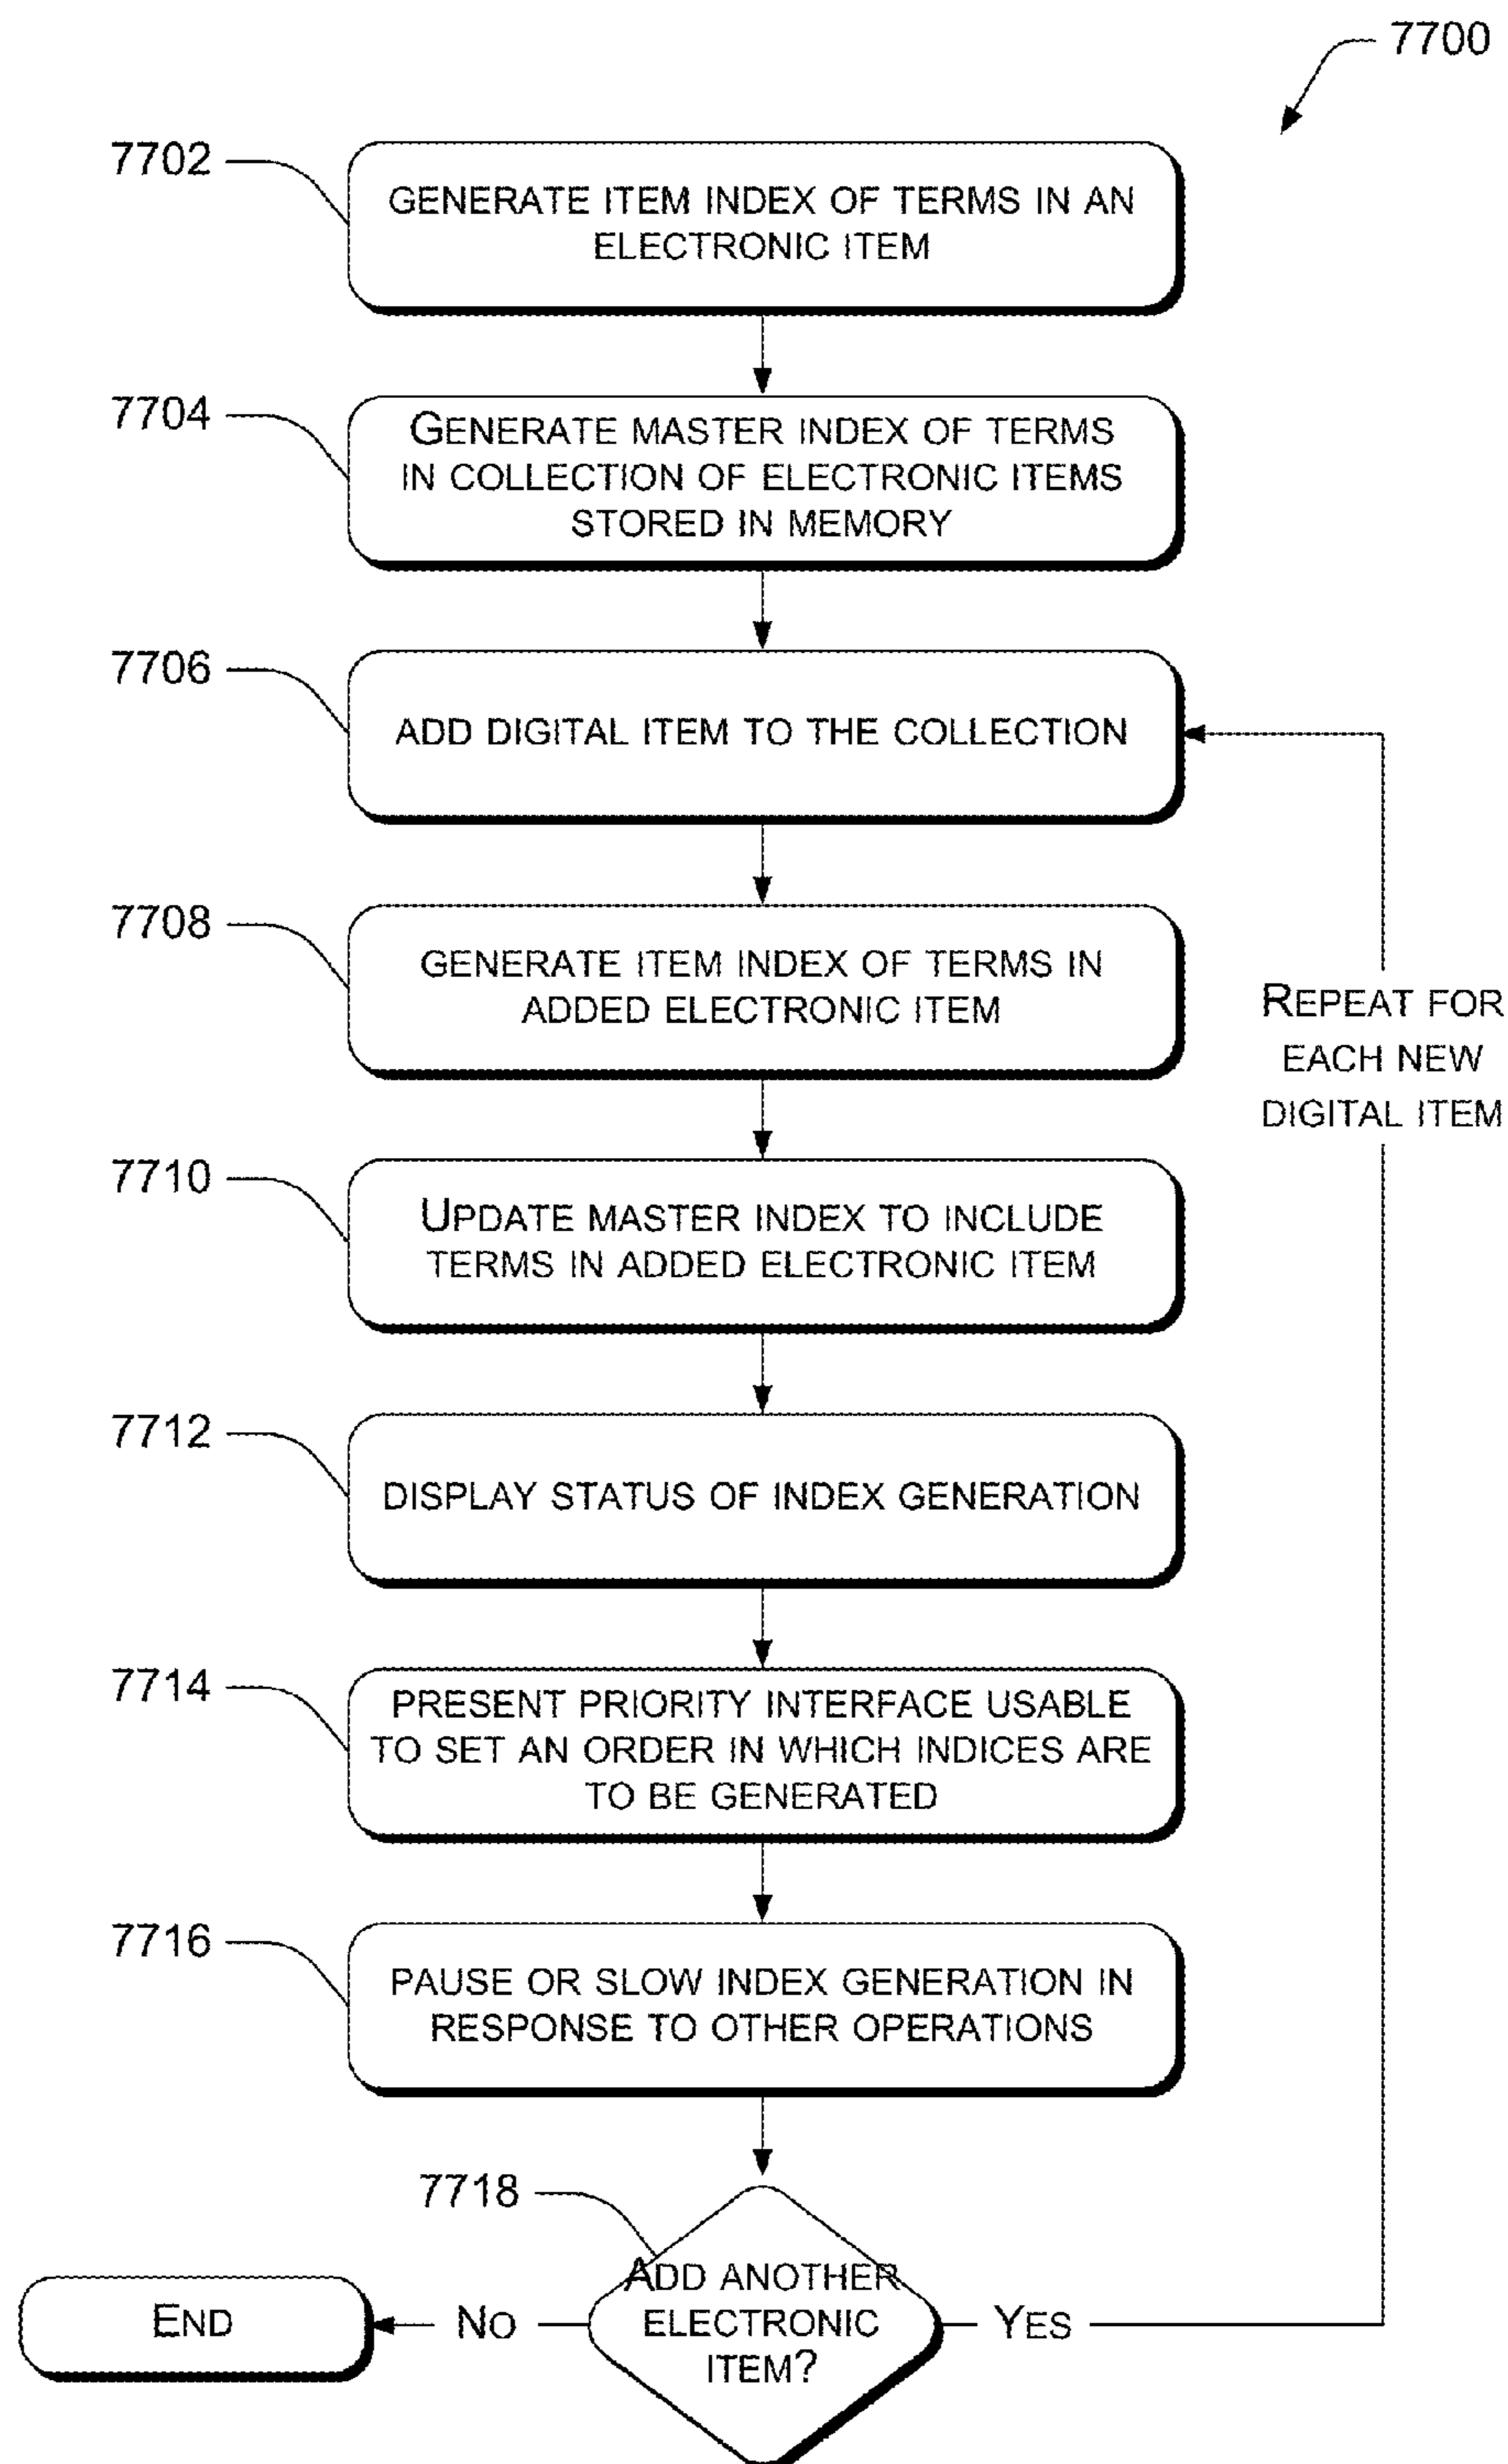 7700
7702
GENERATE ITEM INDEX OF TERMS IN AN
ELECTRONIC ITEM
7704
GENERATE MASTER INDEX OF TERMS
IN COLLECTION OF ELECTRONIC ITEMS
STORED IN MEMORY
7706
ADD DIGITAL ITEM TO THE COLLECTION
7708
GENERATE ITEM INDEX OF TERMS IN
ADDED ELECTRONIC ITEM
REPEAT FOR
EACH NEW
DIGITAL ITEM
7710
UPDATE MASTER INDEX TO INCLUDE
TERMS IN ADDED ELECTRONIC ITEM
7712
DISPLAY STATUS OF INDEX GENERATION
7714
PRESENT PRIORITY INTERFACE USABLE
TO SET AN ORDER IN WHICH INDICES ARE
TO BE GENERATED
7716
PAUSE OR SLOW INDEX GENERATION IN
RESPONSE TO OTHER OPERATIONS
7718
ADD ANOTHER
ELECTRONIC
ITEM?
END
NO
YES